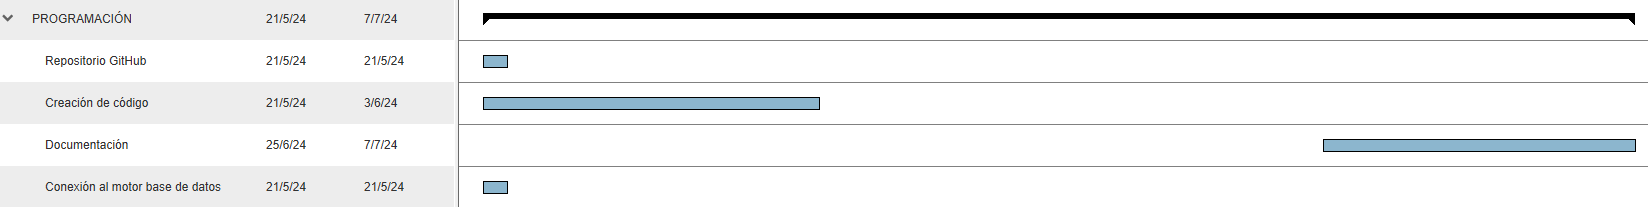 PROGRAMACIÓN 21/5/24 7/7/24
Repositorio GitHub 21/5/24 21/5/24
Creación de código 21/5/24 3/6/24
Documentación 25/6/24 7/7/24
Conexión al motor base de datos 21/5/24 21/5/24